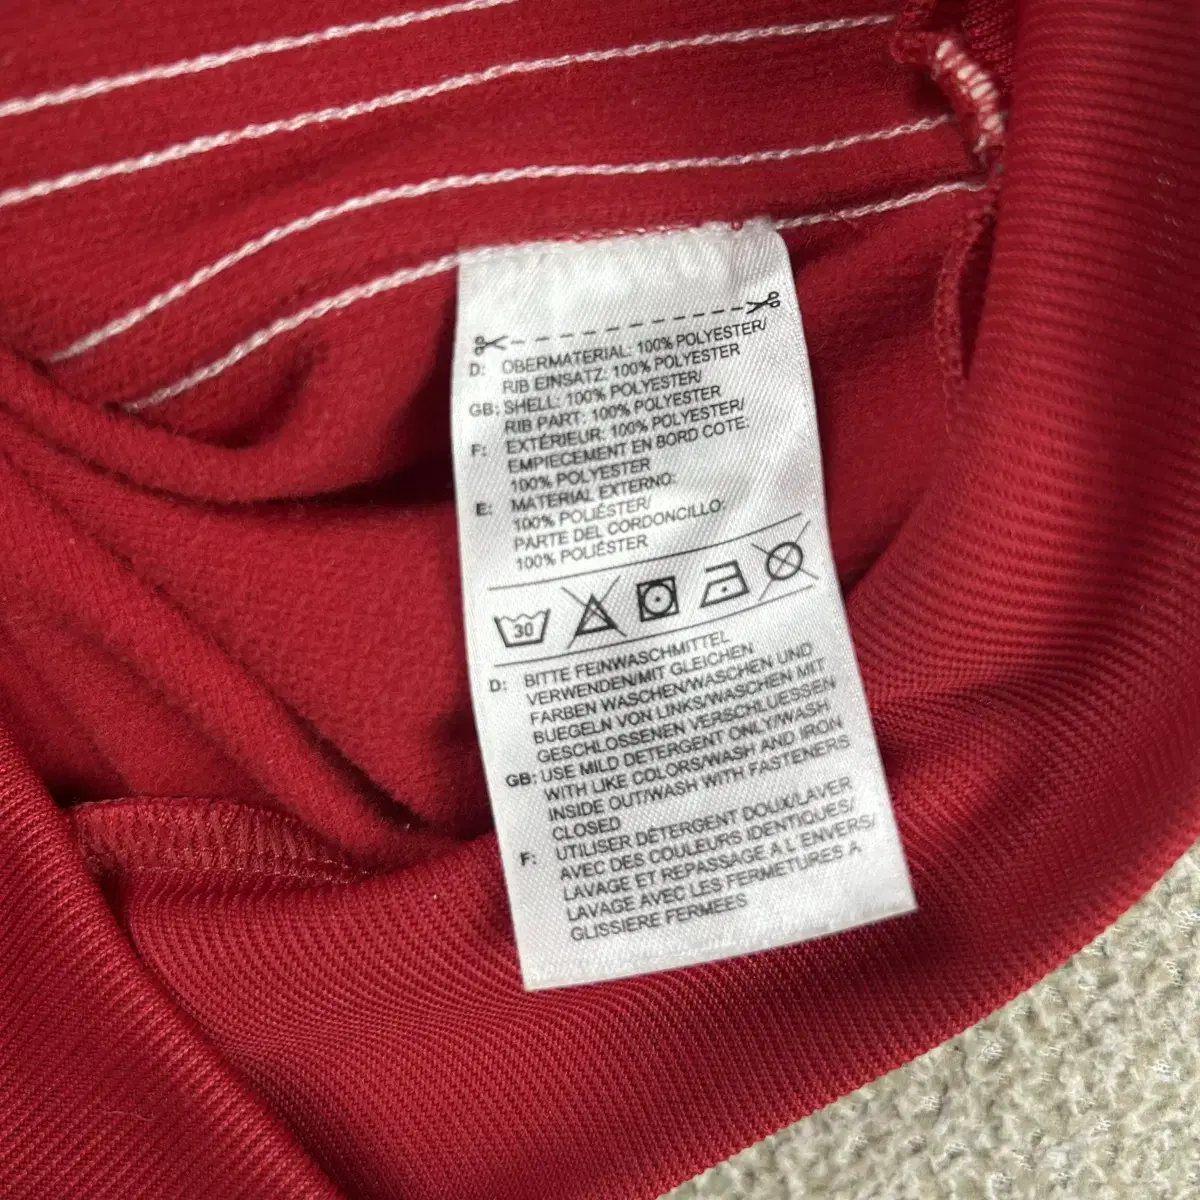 D: OBERMATERIAL: 100% POLYESTER/
RIB EINSATZ: 100% POLYESTER
GB: SHELL: 100% POLYESTER/
RIB PART: 100% POLYESTER
F: EXTÉRIEUR: 100% POLYESTER/
EMPIECEMENT EN BORD COTE:
100% POLYESTER
E: MATERIAL EXTERNO:
100% POLIÉSTER/
PARTE DEL CORDONCILLO:
100% POLIÉSTER
30
D: BITTE FEINWASCHMITTEL
VERWENDEN/MIT GLEICHEN
FARBEN WASCHEN/WASCHEN UND
BUEGELN VON LINKS/WASCHEN MIT
GESCHLOSSENEN VERSCHLUESSEN
GB: USE MILD DETERGENT ONLY/WASH
WITH LIKE COLORS/WASH AND IRON
INSIDE OUT/WASH WITH FASTENERS
CLOSED
F: UTILISER DÉTERGENT DOUX/LAVER
AVEC DES COULEURS IDENTIQUES/
LAVAGE ET REPASSAGE A L'ENVERS/
LAVAGE AVEC LES FERMETURES A
GLISSIERE FERMEES